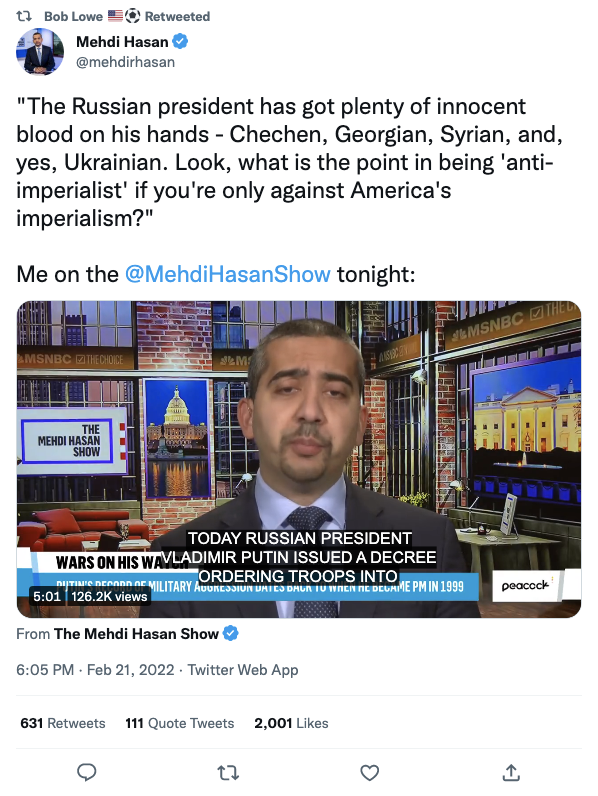 Bob Lowe 🇺🇸⚽ Retweeted
Mehdi Hasan
@mehdirhasan
"The Russian president has got plenty of innocent
blood on his hands - Chechen, Georgian, Syrian, and,
yes, Ukrainian. Look, what is the point in being 'anti-
imperialist' if you're only against America's
imperialism?"
Me on the @MehdiHasanShow tonight:
MSNBC THE CHOICE
MSNBC
THE
MEHDI HASAN
SHOW
TODAY RUSSIAN PRESIDENT
WARS ON HIS WATCH
VLADIMIR PUTIN ISSUED A DECREE
ORDERING TROOPS INTO
PUTIN'S RECORD OF MILITARY AGGRESSION DATES BACK TO WHEN HE BECAME PM IN 1999
peacock
5:01 126.2K views
From The Mehdi Hasan Show
6:05 PM · Feb 21, 2022 · Twitter Web App
631 Retweets 111 Quote Tweets 2,001 Likes